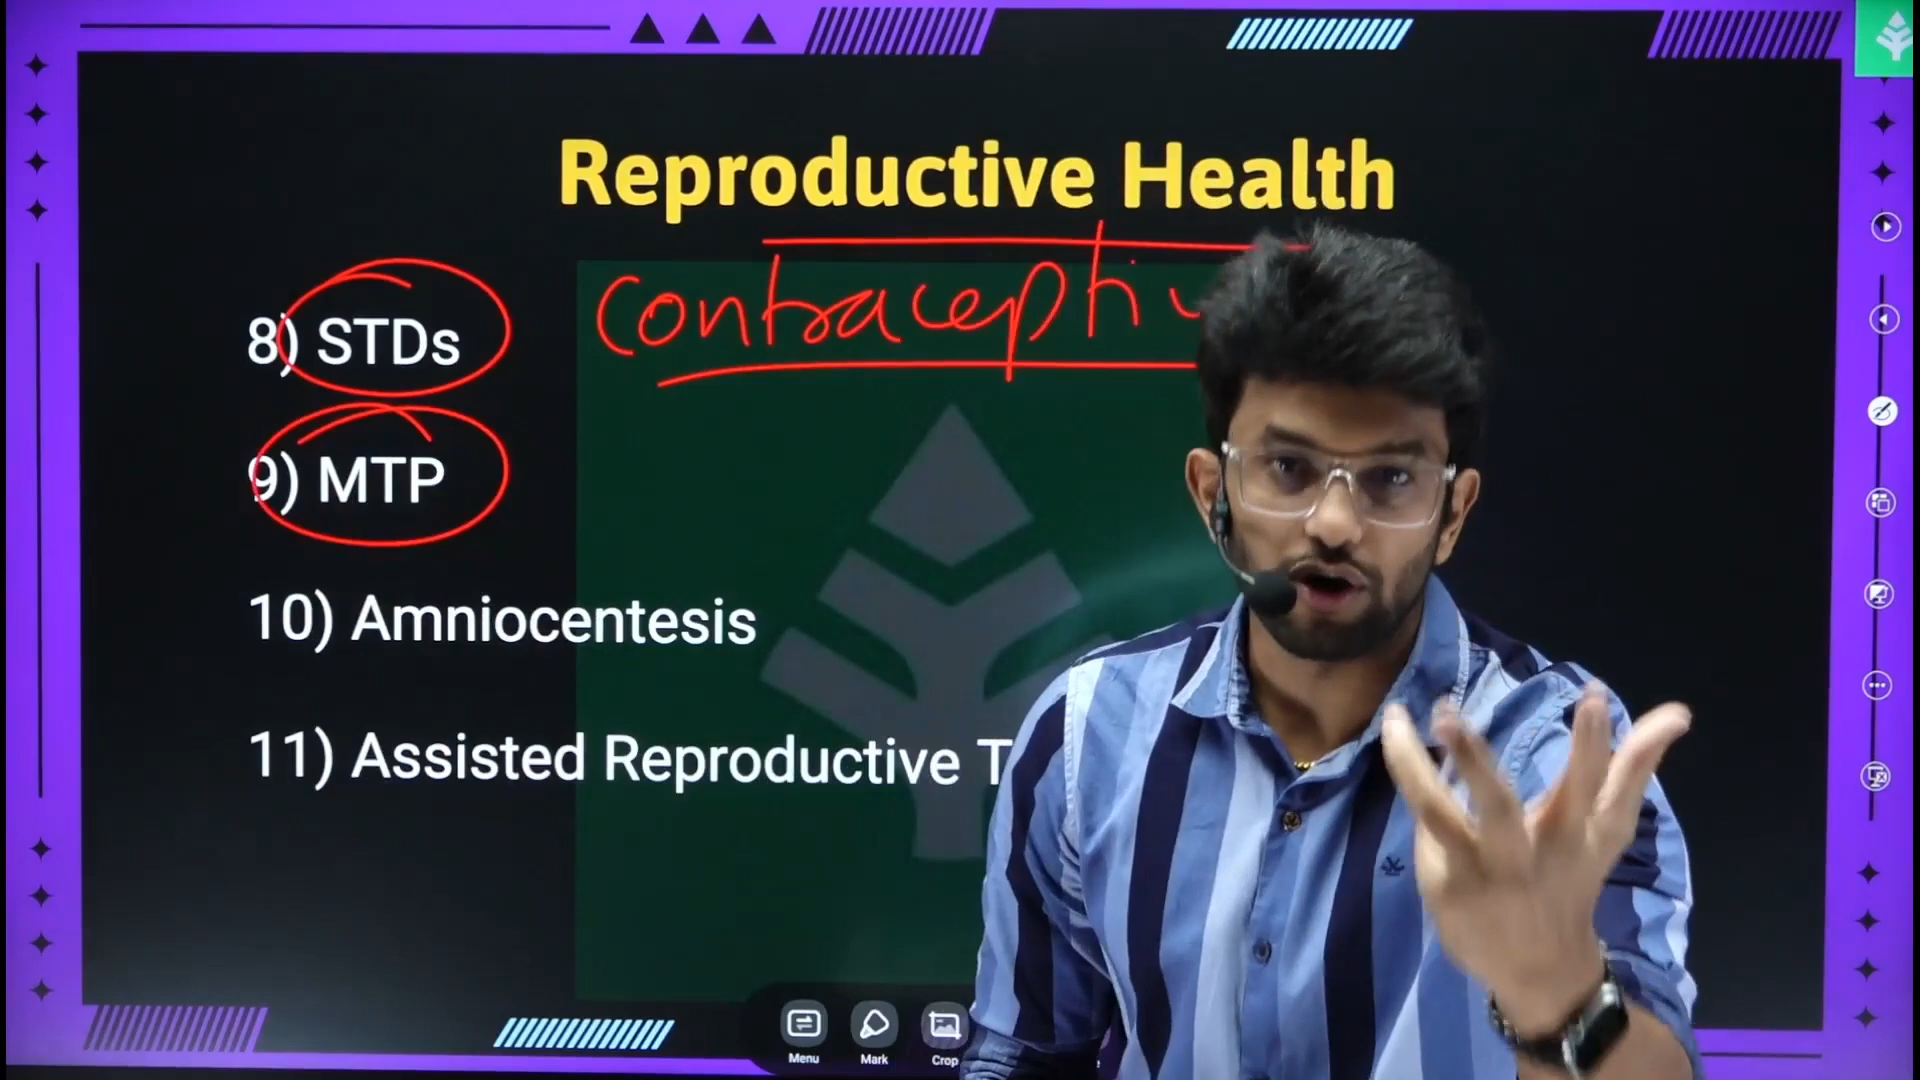 Reproductive Health
8) STDs
9) MTP
10) Amniocentesis
11) Assisted Reproductive T
Menu
Mark
Crop